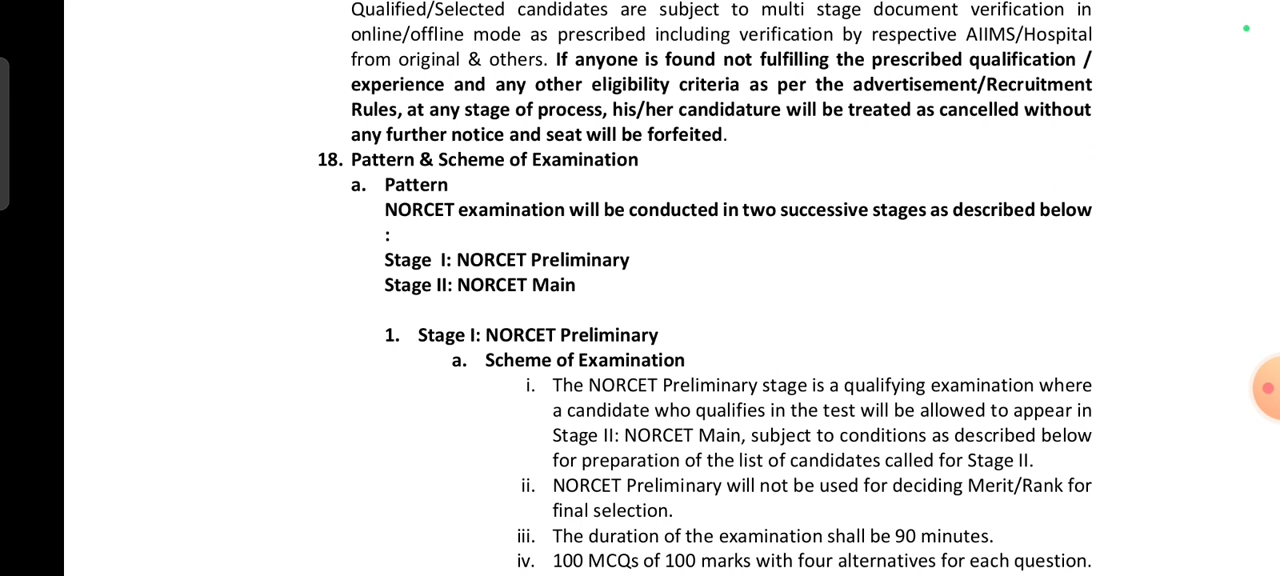 Qualified/Selected candidates are subject to multi stage document verification in
online/offline mode as prescribed including verification by respective AIIMS/Hospital
from original & others. If anyone is found not fulfilling the prescribed qualification /
experience and any other eligibility criteria as per the advertisement/Recruitment
Rules, at any stage of process, his/her candidature will be treated as cancelled without
any further notice and seat will be forfeited.
18. Pattern & Scheme of Examination
a. Pattern
NORCET examination will be conducted in two successive stages as described below
:
Stage I: NORCET Preliminary
Stage II: NORCET Main
1. Stage I: NORCET Preliminary
a. Scheme of Examination
i. The NORCET Preliminary stage is a qualifying examination where
a candidate who qualifies in the test will be allowed to appear in
Stage II: NORCET Main, subject to conditions as described below
for preparation of the list of candidates called for Stage II.
ii. NORCET Preliminary will not be used for deciding Merit/Rank for
final selection.
iii. The duration of the examination shall be 90 minutes.
iv. 100 MCQs of 100 marks with four alternatives for each question.